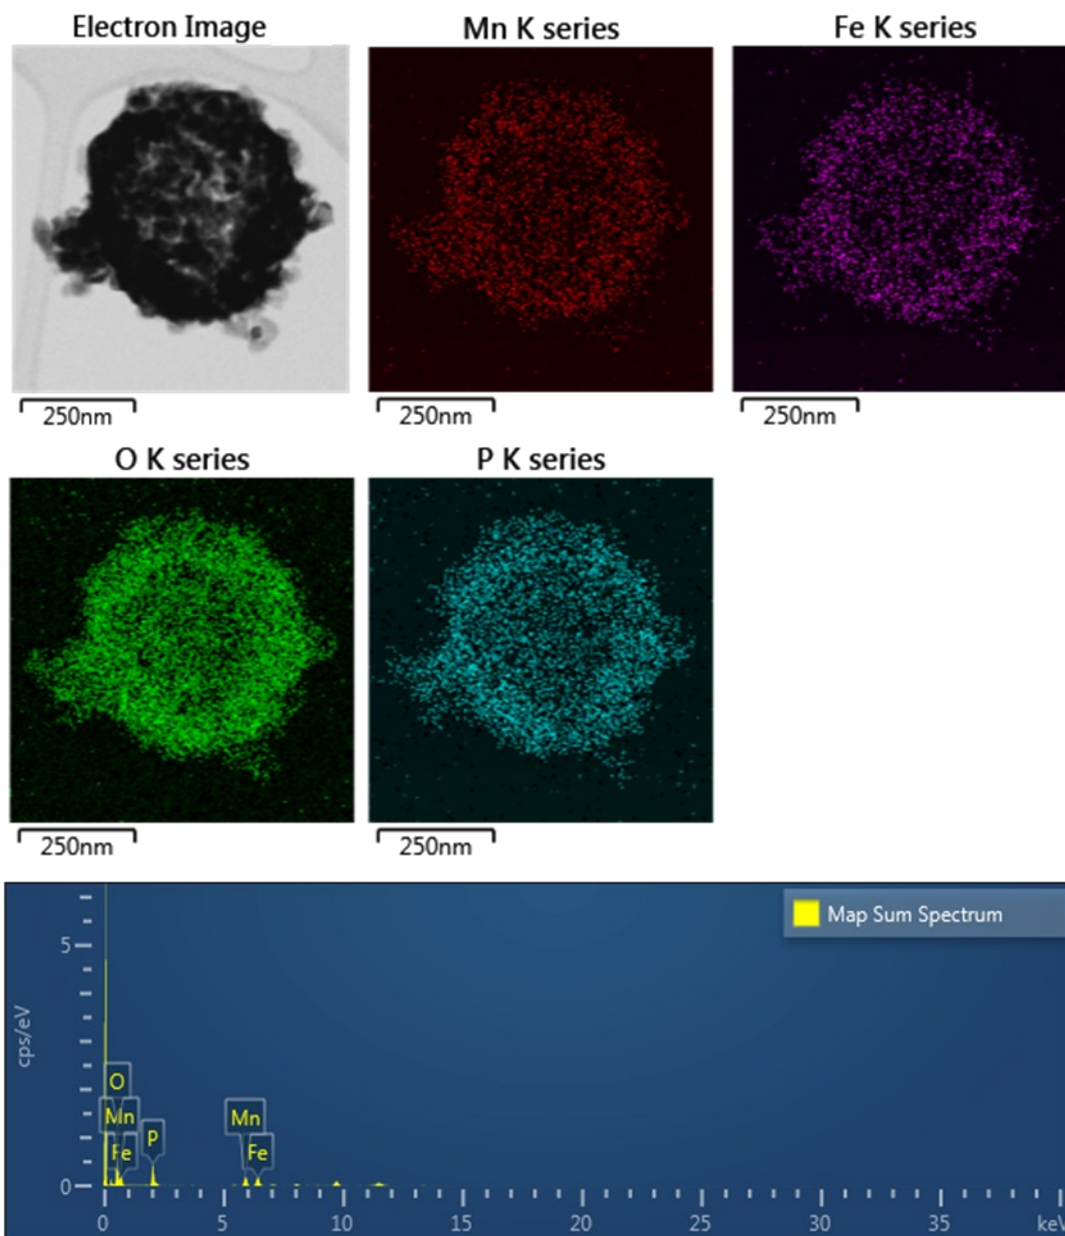 Electron Image
Mn K series
Fe K series
250nm
250nm
250nm
O K series
P K series
250nm
250nm
Map Sum Spectrum
5
cps/eV
O
Mn
Fe
P
Mn
Fe
0
0 5 10 15 20 25 30 35 keV